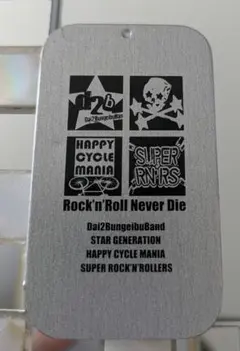 d2b
Dai2BungeibuBan
HAPPY
CYCLE
MANIA
SUPER
RN'RS
Rock'n'Roll Never Die
Dai2BungeibuBand
STAR GENERATION
HAPPY CYCLE MANIA
SUPER ROCK'N'ROLLERS